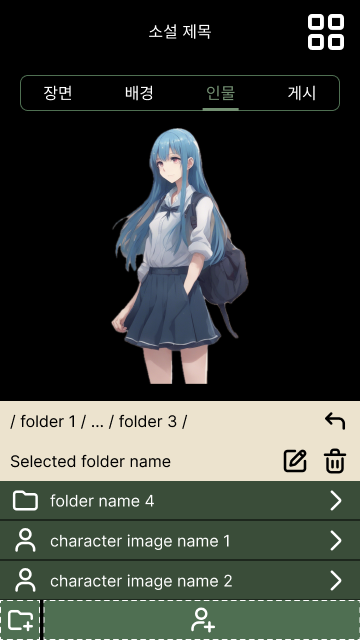 소설 제목
장면 배경 인물 게시
/ folder 1 / ... / folder 3 /
Selected folder name
folder name 4
character image name 1
character image name 2